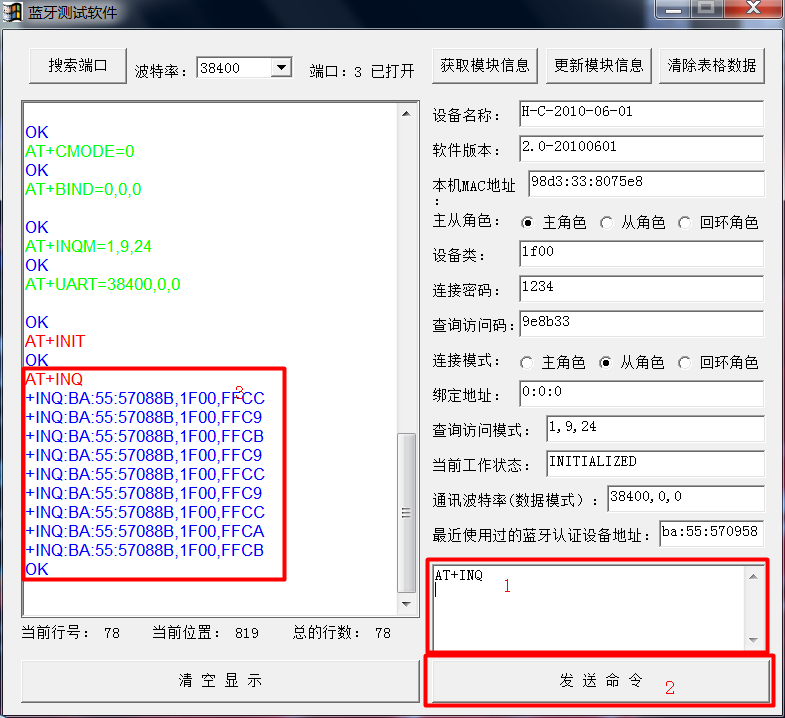 蓝牙测试软件
搜索端口 波特率： 38400 端口：3 已打开 获取模块信息 更新模块信息 清除表格数据
OK
AT+CMODE=0
OK
AT+BIND=0,0,0
OK
AT+INQM=1,9,24
OK
AT+UART=38400,0,0
OK
AT+INIT
OK
AT+INQ
3
+INQ:BA:55:57088B,1F00,FFCC
+INQ:BA:55:57088B,1F00,FFC9
+INQ:BA:55:57088B,1F00,FFCB
+INQ:BA:55:57088B,1F00,FFC9
+INQ:BA:55:57088B,1F00,FFCC
+INQ:BA:55:57088B,1F00,FFC9
+INQ:BA:55:57088B,1F00,FFCC
+INQ:BA:55:57088B,1F00,FFCA
+INQ:BA:55:57088B,1F00,FFCB
OK
当前行号： 78 当前位置： 819 总的行数： 78
清 空 显 示
设备名称： H-C-2010-06-01
软件版本： 2.0-20100601
本机MAC地址： 98d3:33:8075e8
主从角色： 主角色 从角色 回环角色
设备类： 1f00
连接密码： 1234
查询访问码： 9e8b33
连接模式： 主角色 从角色 回环角色
绑定地址： 0:0:0
查询访问模式： 1,9,24
当前工作状态： INITIALIZED
通讯波特率(数据模式）： 38400,0,0
最近使用过的蓝牙认证设备地址： ba:55:570958
AT+INQ
1
发 送 命 令 2